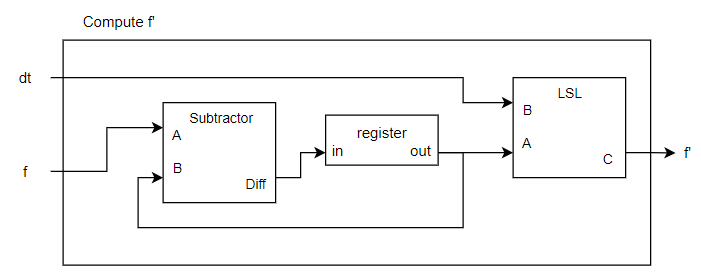 Compute f'
dt
LSL
B
Subtractor
register
A
in
out
A
f
B
C
f'
Diff